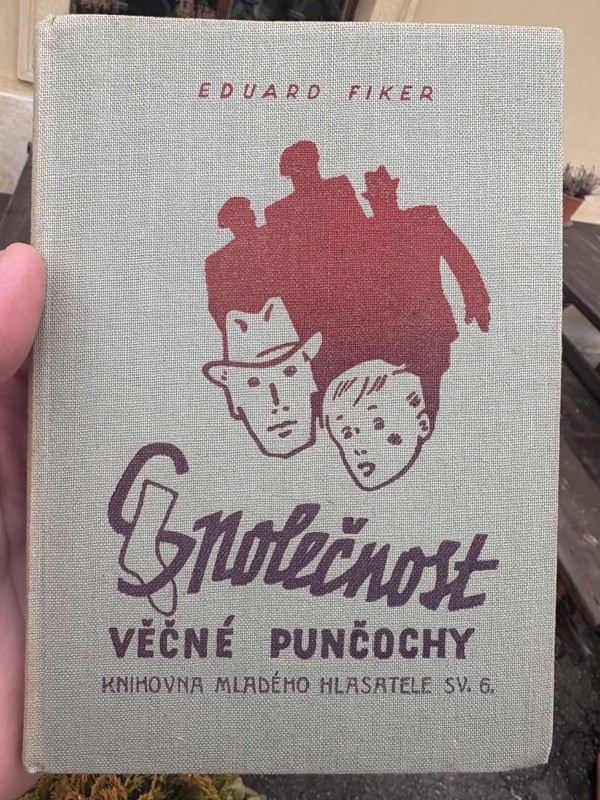 EDUARD FIKER
Společnost
VĚČNÉ PUNČOCHY
KNIHOVNA MLADÉHO HLASATELE SV. 6.